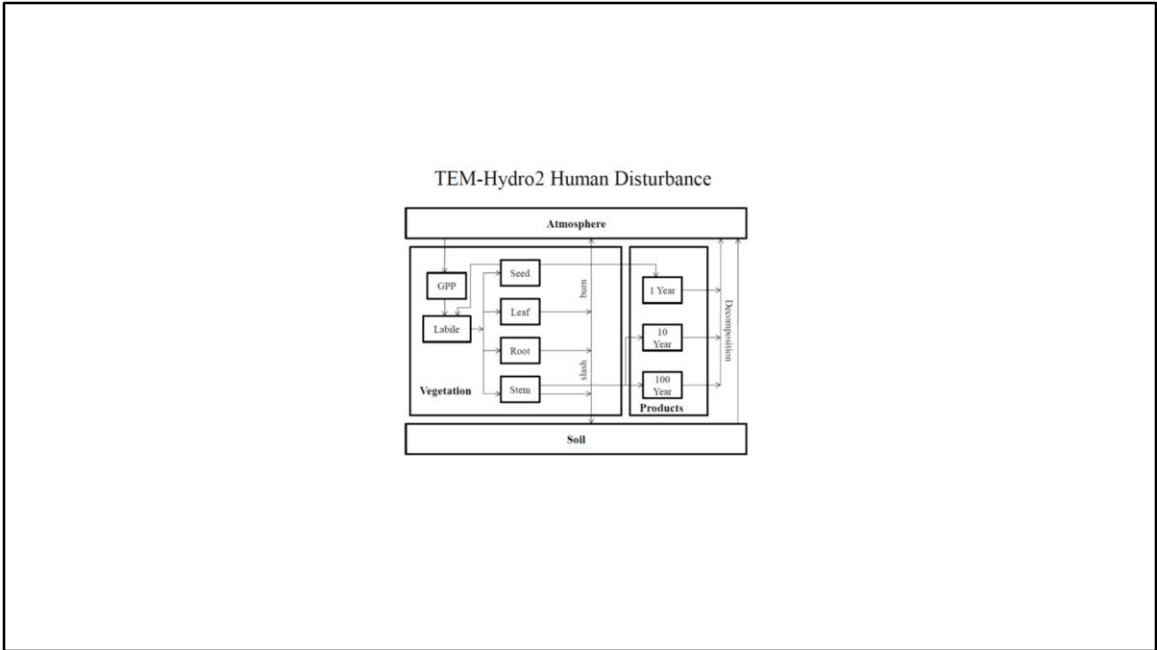 TEM-Hydro2 Human Disturbance
Atmosphere
Seed
GPP
burn
1 Year
Leaf
Labile
Decomposition
10
Year
Root
slash
Vegetation
Stem
100
Year
Products
Soil